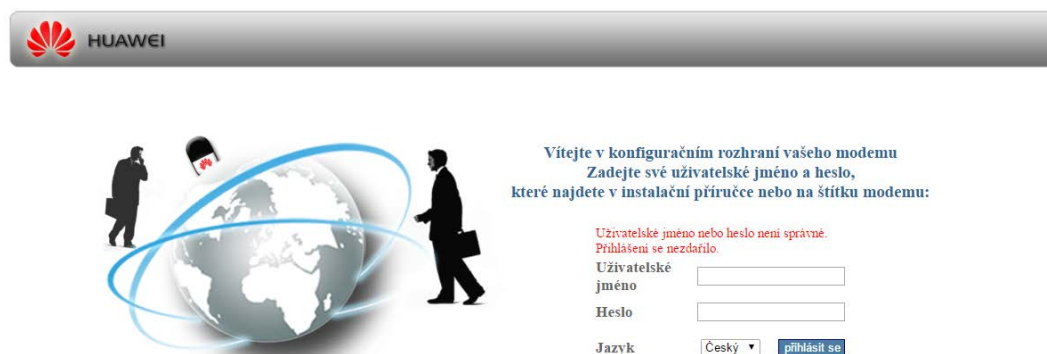 HUAWEI
Vítejte v konfiguračním rozhraní vašeho modemu
Zadejte své uživatelské jméno a heslo,
které najdete v instalační příručce nebo na štítku modemu:
Uživatelské jméno nebo heslo není správné.
Přihlášení se nezdařilo.
Uživatelské
jméno
Heslo
Jazyk Český přihlásit se